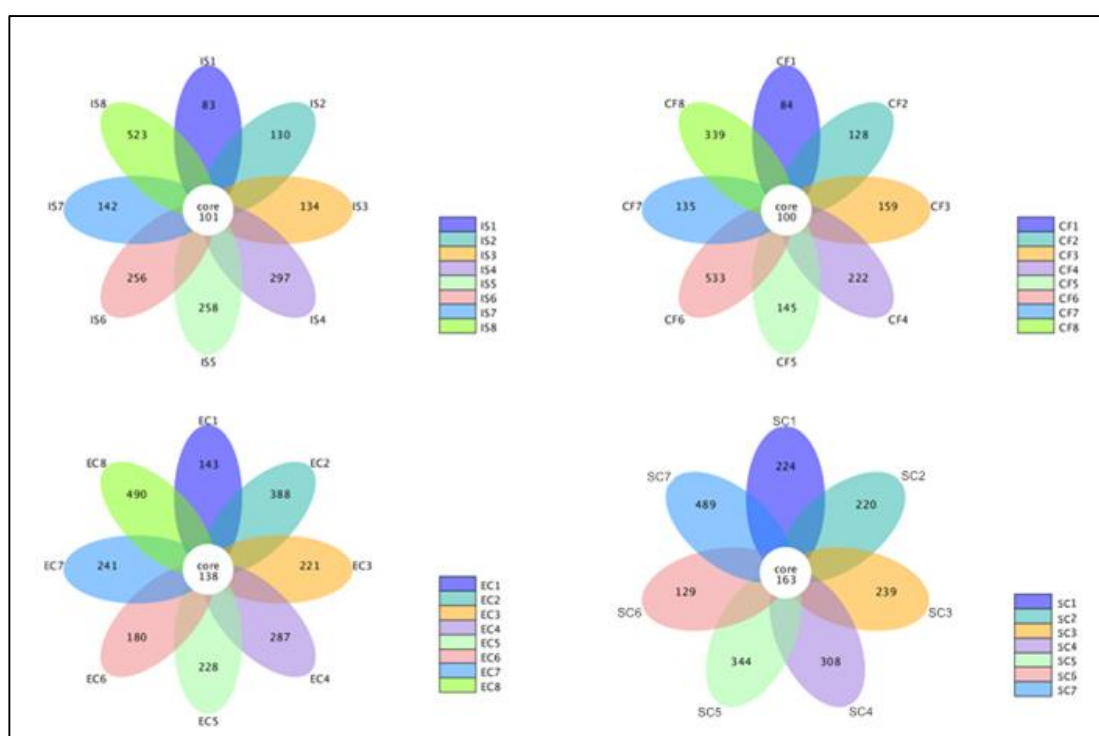 IS1
IS8
IS2
83
523
130
IS7
142
core
101
134
IS3
256
297
258
IS6
IS4
IS5
IS1
IS2
IS3
IS4
IS5
IS6
IS7
IS8
CF1
CF8
CF2
84
339
128
CF7
135
core
100
159
CF3
533
222
145
CF6
CF4
CF5
CF1
CF2
CF3
CF4
CF5
CF6
CF7
CF8
EC1
EC8
EC2
143
490
388
EC7
241
core
138
221
EC3
180
287
228
EC6
EC4
EC5
EC1
EC2
EC3
EC4
EC5
EC6
EC7
EC8
SC1
SC7
SC2
224
489
220
core
163
129
239
SC6
SC3
344
308
SC5
SC4
SC1
SC2
SC3
SC4
SC5
SC6
SC7